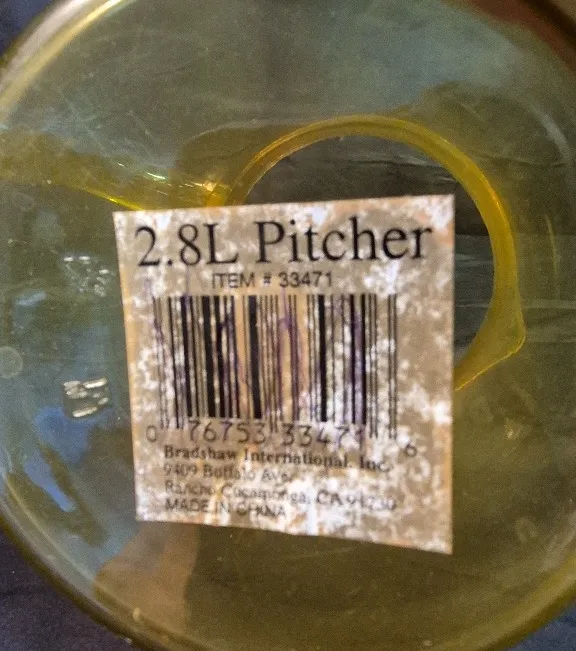 2.8L Pitcher
ITEM # 33471
0 76753 33471 6
Bradshaw International, Inc.
9409 Buffalo Ave.
Rancho Cucamonga, CA
MADE IN CHINA